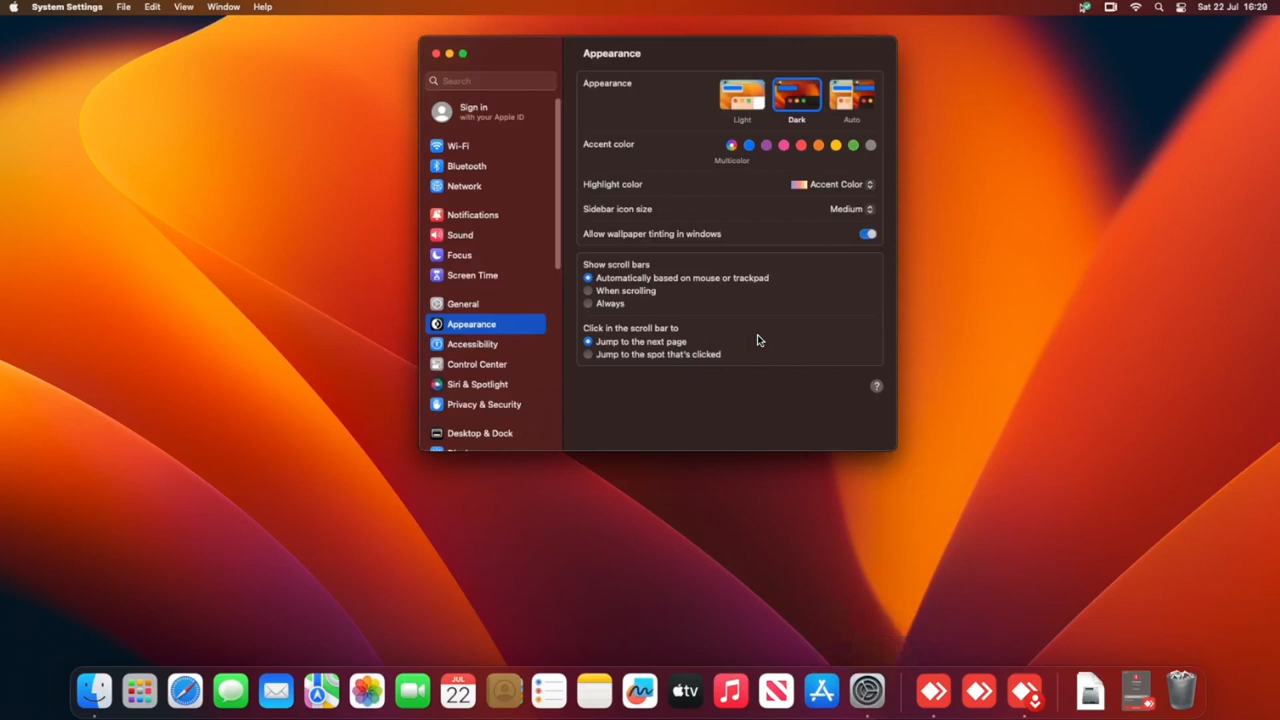 System Settings File Edit View Window Help Sat 22 Jul 16:29
Appearance
Search
Sign in
with your Apple ID
Wi-Fi
Bluetooth
Network
Notifications
Sound
Focus
Screen Time
General
Appearance
Accessibility
Control Center
Siri & Spotlight
Privacy & Security
Desktop & Dock
Appearance
Light Dark Auto
Accent color
Multicolor
Highlight color Accent Color
Sidebar icon size Medium
Allow wallpaper tinting in windows
Show scroll bars
Automatically based on mouse or trackpad
When scrolling
Always
Click in the scroll bar to
Jump to the next page
Jump to the spot that's clicked
?
JUL
22
tv